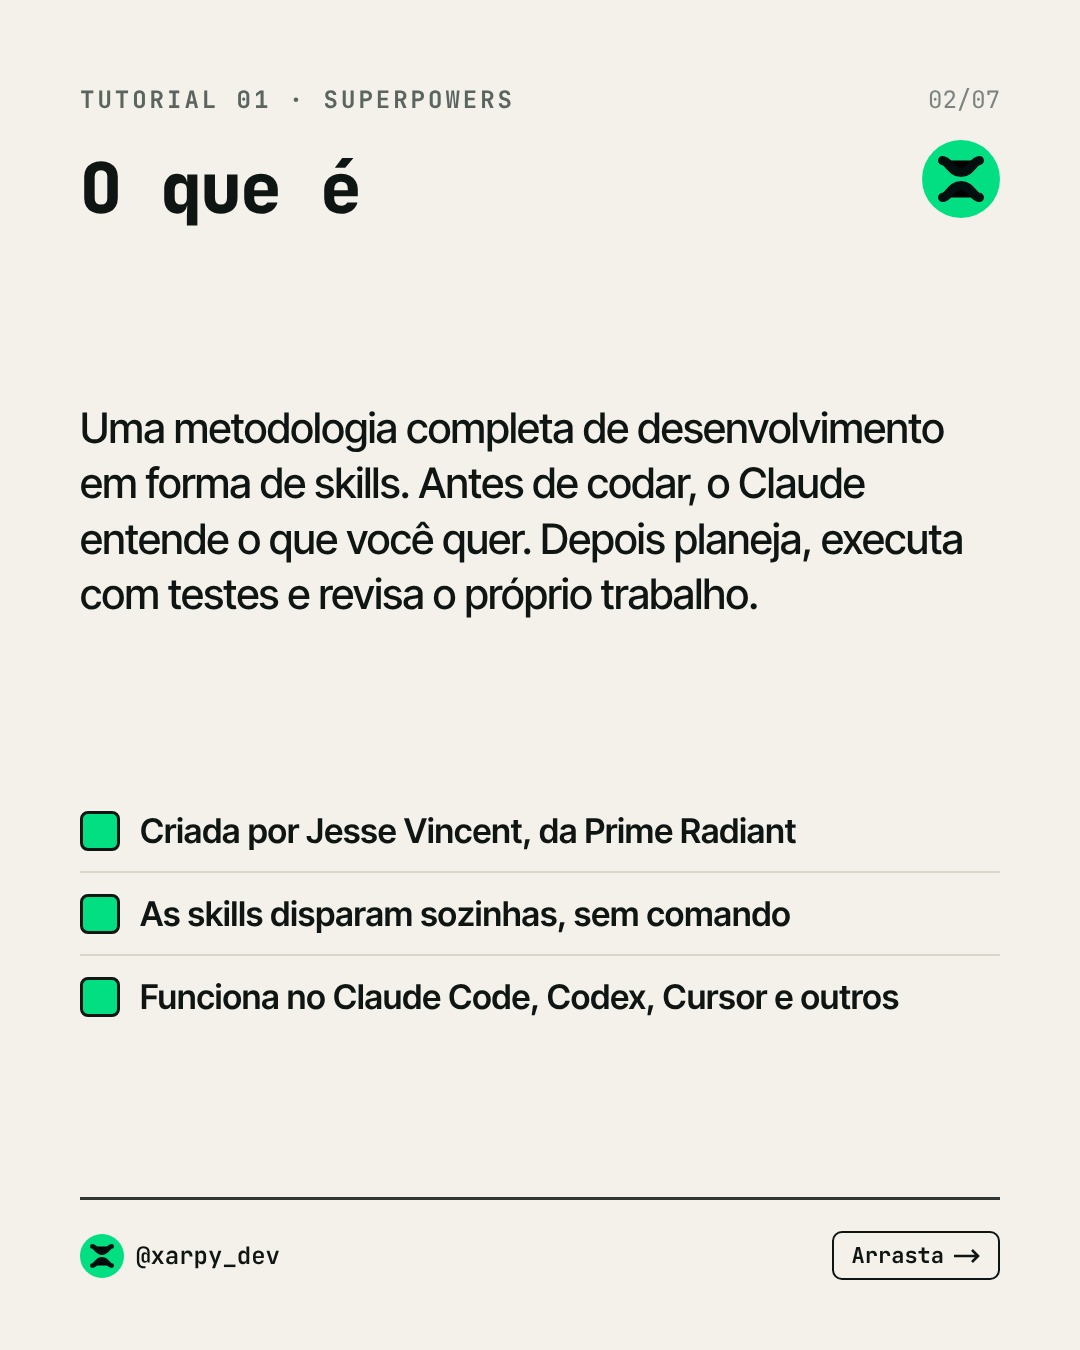 TUTORIAL 01 · SUPERPOWERS
02/07
O que é
Uma metodologia completa de desenvolvimento
em forma de skills. Antes de codar, o Claude
entende o que você quer. Depois planeja, executa
com testes e revisa o próprio trabalho.
Criada por Jesse Vincent, da Prime Radiant
As skills disparam sozinhas, sem comando
Funciona no Claude Code, Codex, Cursor e outros
@xarpy_dev
Arrasta →